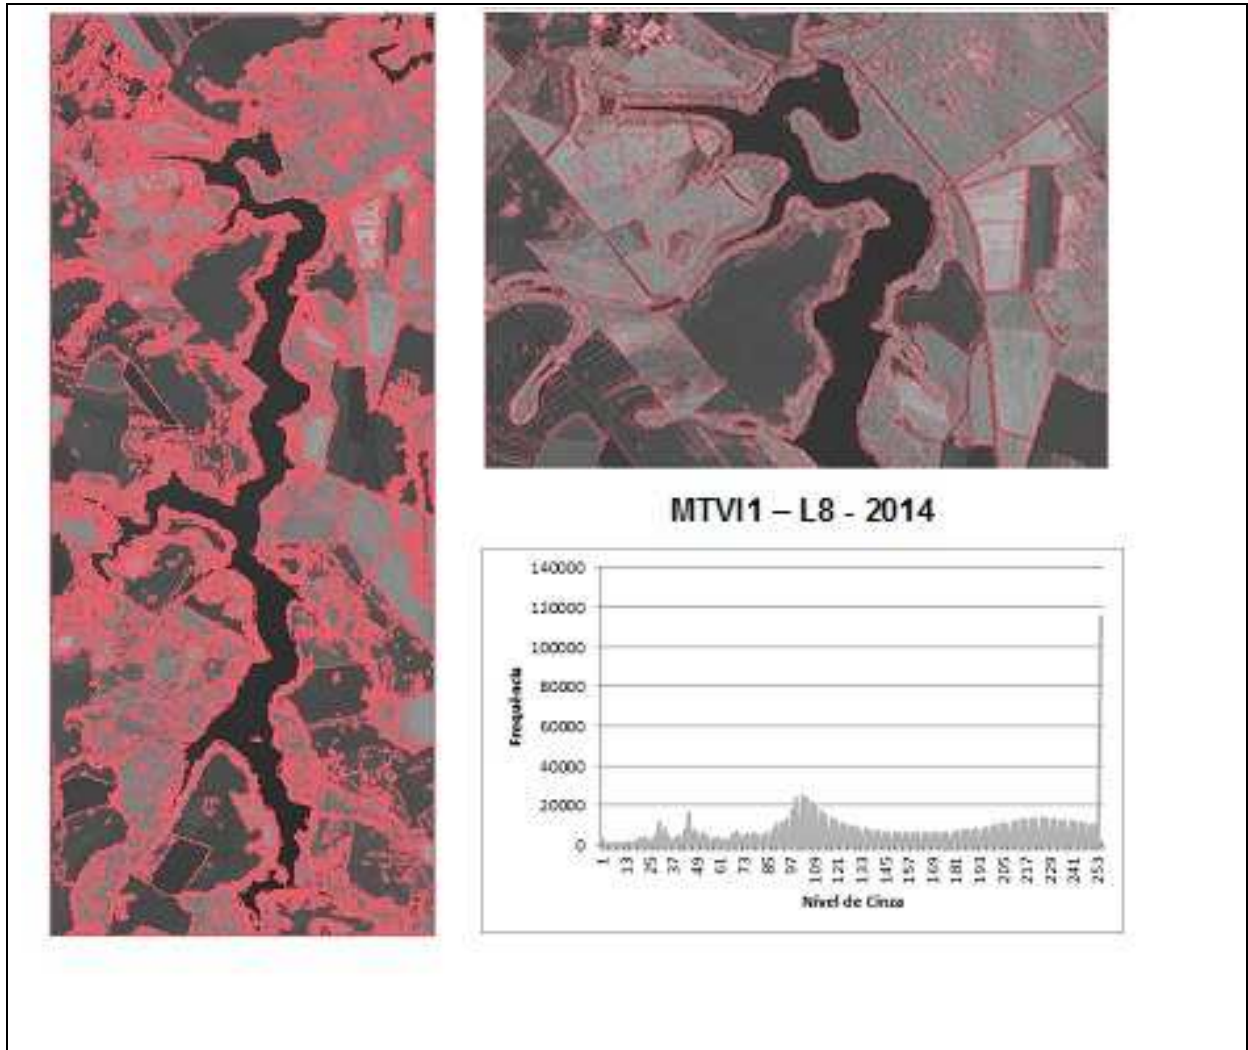 MTVI1 – L8 - 2014
140000
120000
100000
80000
60000
40000
20000
0
Frequência
1 13 25 37 49 61 73 85 97 109 121 133 145 157 169 181 193 205 217 229 241 253
Nível de Cinza